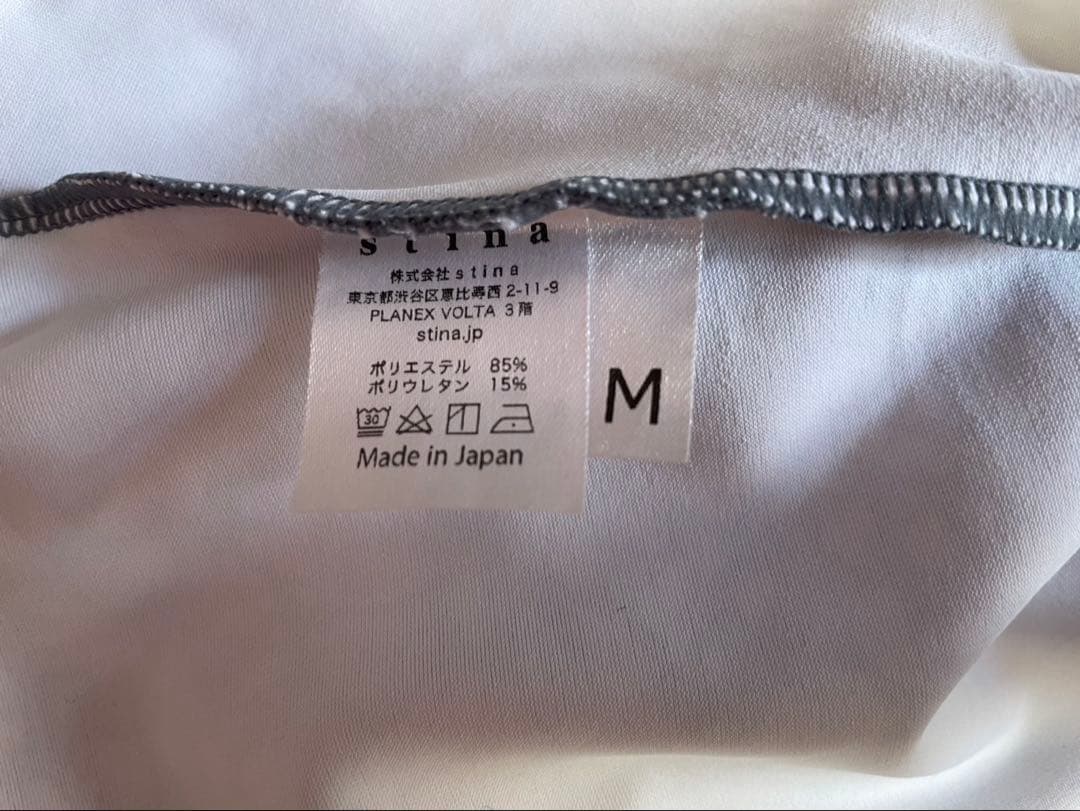 stina
株式会社stina
東京都渋谷区恵比寿西2-11-9
PLANEX VOLTA 3階
stina.jp
ポリエステル 85%
ポリウレタン 15%
30
Made in Japan
M